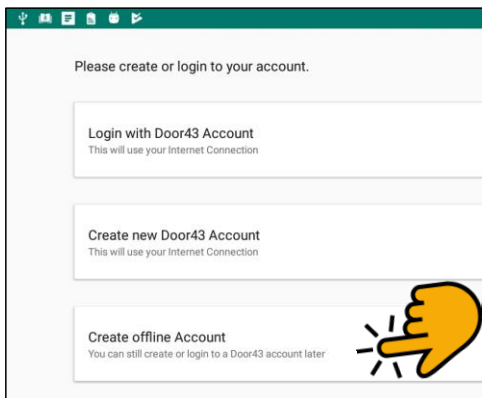 Please create or login to your account.
Login with Door43 Account
This will use your Internet Connection
Create new Door43 Account
This will use your Internet Connection
Create offline Account
You can still create or login to a Door43 account later